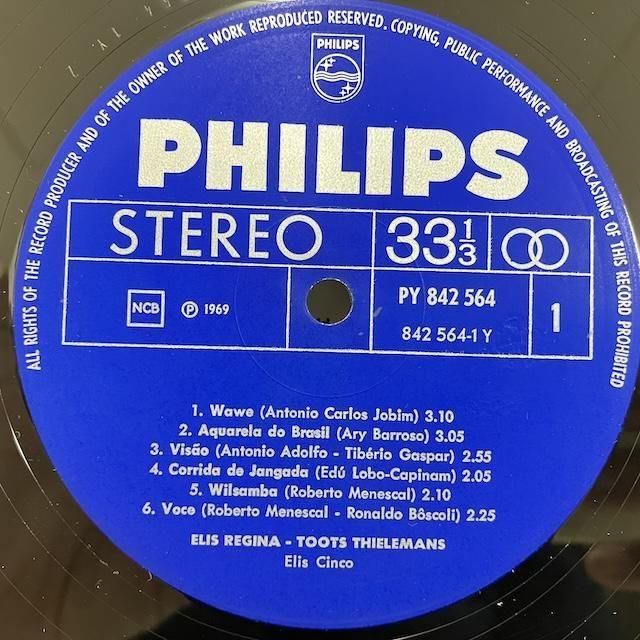 ALL RIGHTS OF THE RECORD PRODUCER AND OF THE OWNER OF THE WORK REPRODUCED RESERVED. COPYING, PUBLIC PERFORMANCE AND BROADCASTING OF THIS RECORD PROHIBITED
PHILIPS
PHILIPS
STEREO 33 1/3
NCB ℗ 1969 PY 842 564 1
842 564-1 Y
1. Wawe (Antonio Carlos Jobim) 3.10
2. Aquarela do Brasil (Ary Barroso) 3.05
3. Visão (Antonio Adolfo - Tibério Gaspar) 2.55
4. Corrida de Jangada (Edú Lobo-Capinam) 2.05
5. Wilsamba (Roberto Menescal) 2.10
6. Voce (Roberto Menescal - Ronaldo Bôscoli) 2.25
ELIS REGINA - TOOTS THIELEMANS
Elis Cinco